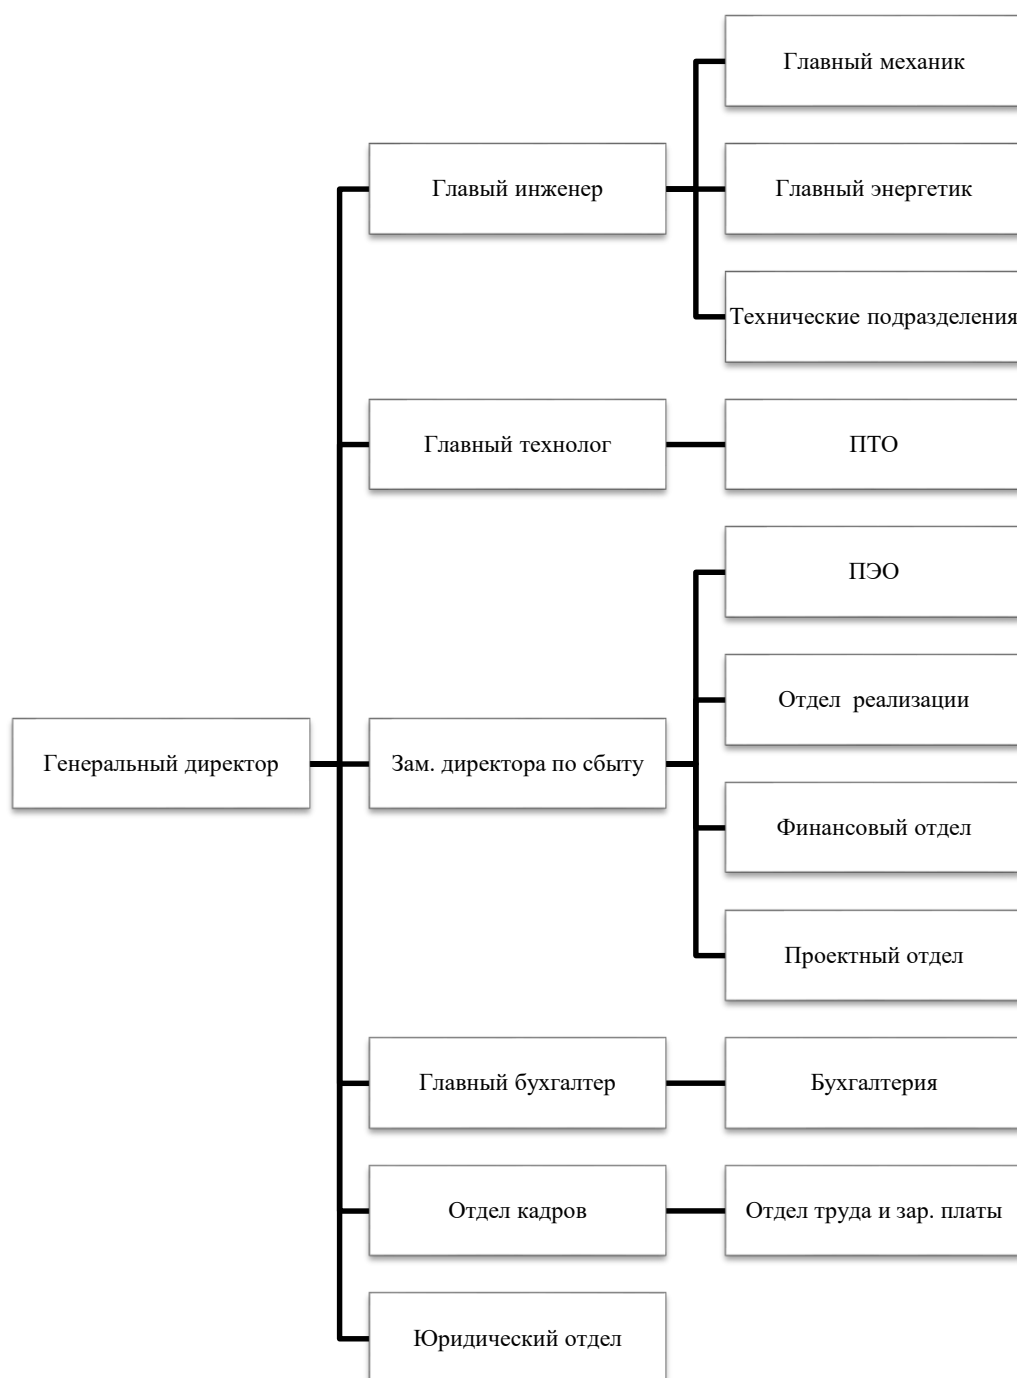 Главный механик
Главый инженер
Главный энергетик
Технические подразделения
Главный технолог
ПТО
ПЭО
Отдел  реализации
Генеральный директор
Зам. директора по сбыту
Финансовый отдел
Проектный отдел
Главный бухгалтер
Бухгалтерия
Отдел кадров
Отдел труда и зар. платы
Юридический отдел